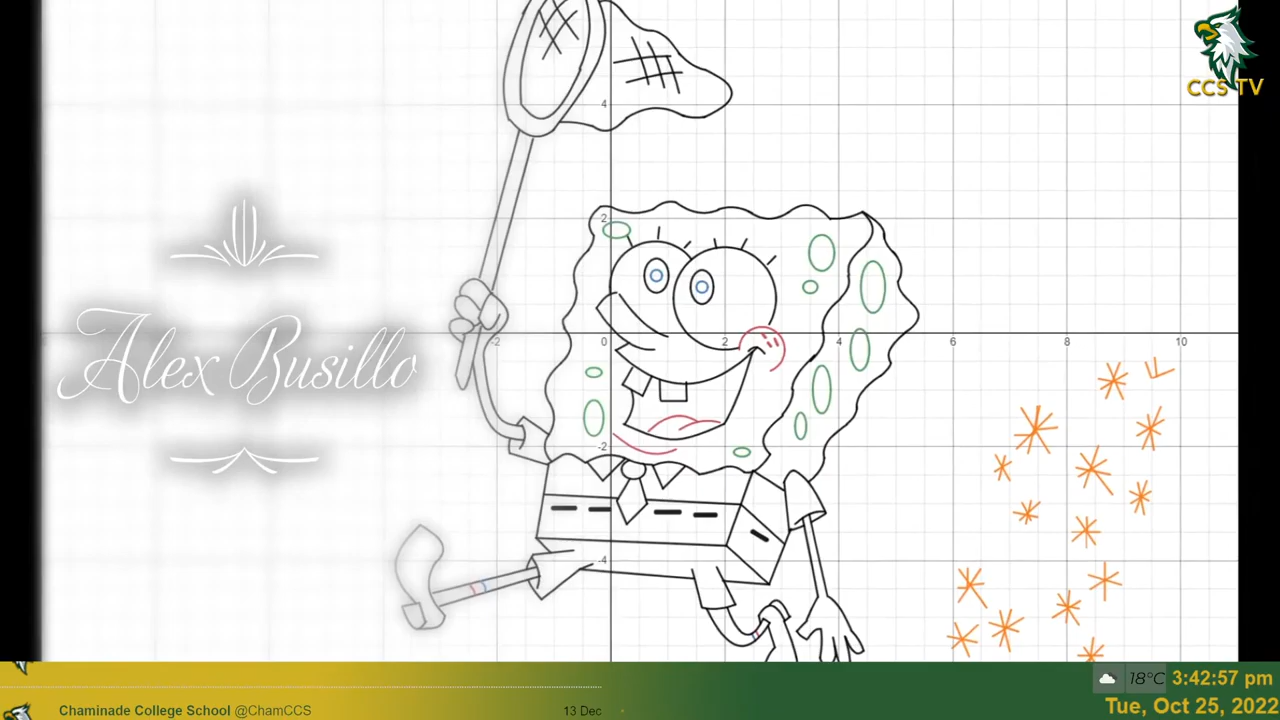 CCS TV
4
2
-2
0
2
4
6
8
10
Alex Busillo
-2
-4
18°C
3:42:57 pm
Chaminade College School @ChamCCS
13 Dec
Tue, Oct 25, 2022